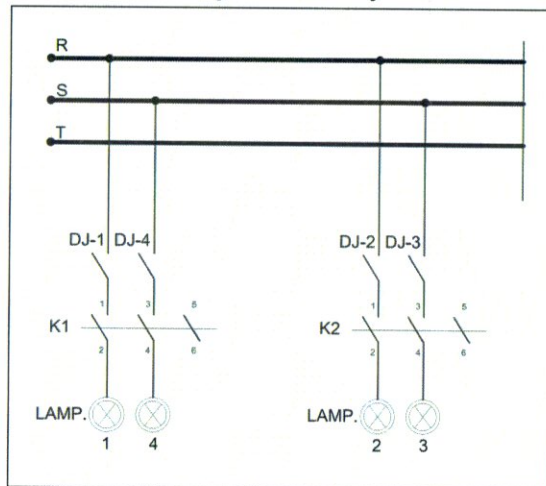 R
S
T
DJ-1 DJ-4 DJ-2 DJ-3
1 3 5 1 3 5
K1 K2
2 4 6 2 4 6
LAMP. LAMP.
1 4 2 3